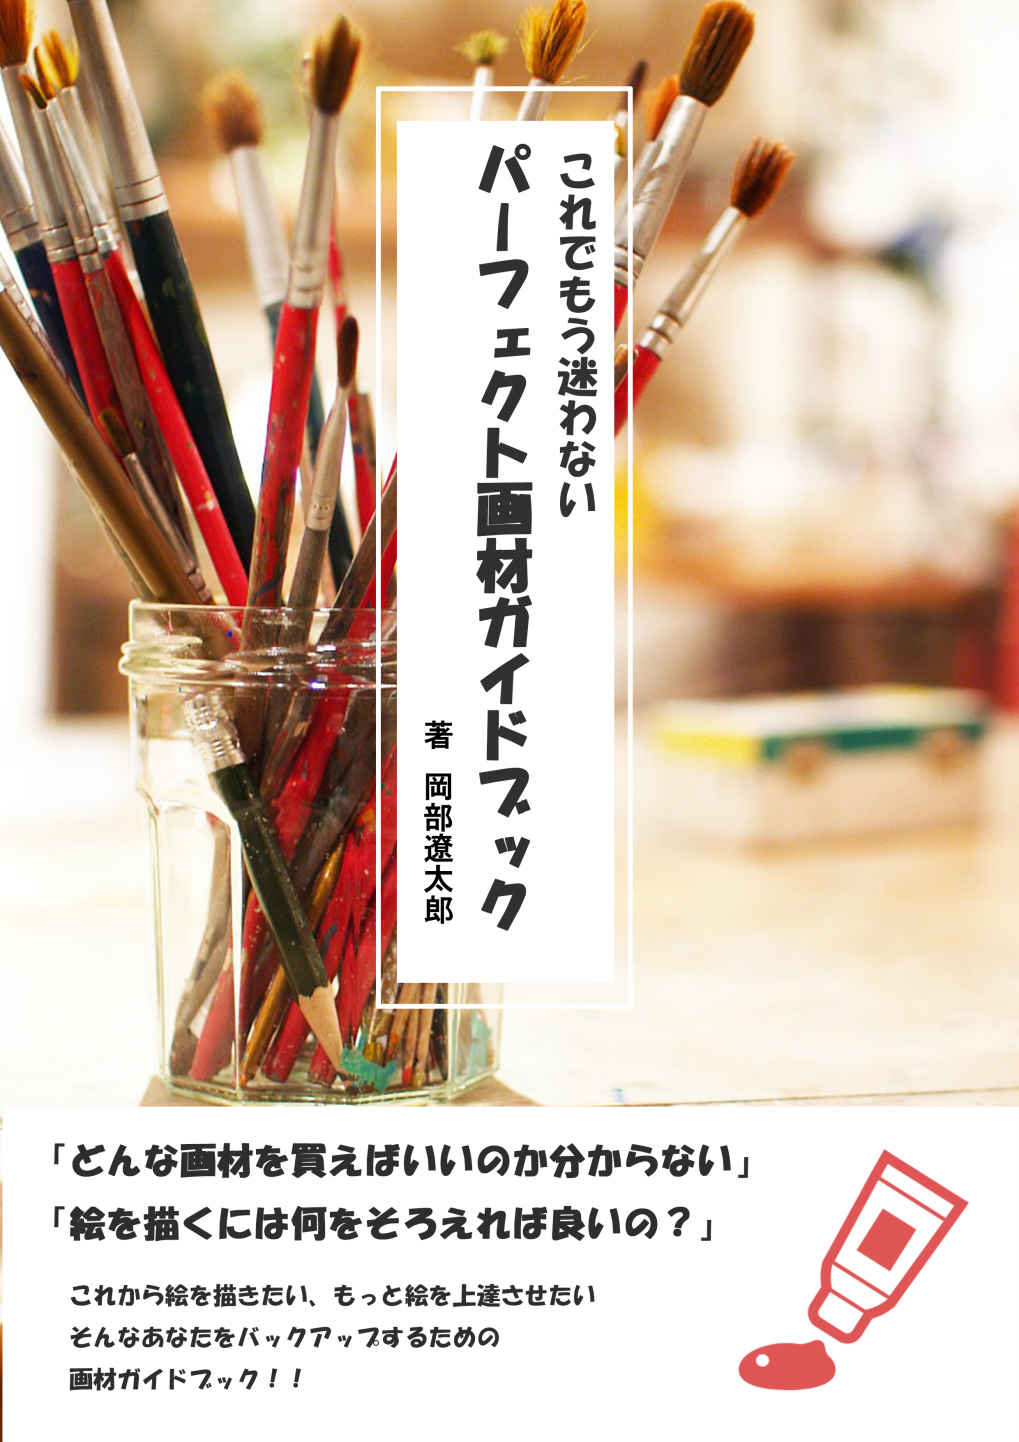 これでもう迷わない
パーフェクト画材ガイドブック
著 岡部遼太郎
「どんな画材を買えばいいのか分からない」
「絵を描くには何をそろえれば良いの？」
これから絵を描きたい、もっと絵を上達させたい
そんなあなたをバックアップするための
画材ガイドブック！！